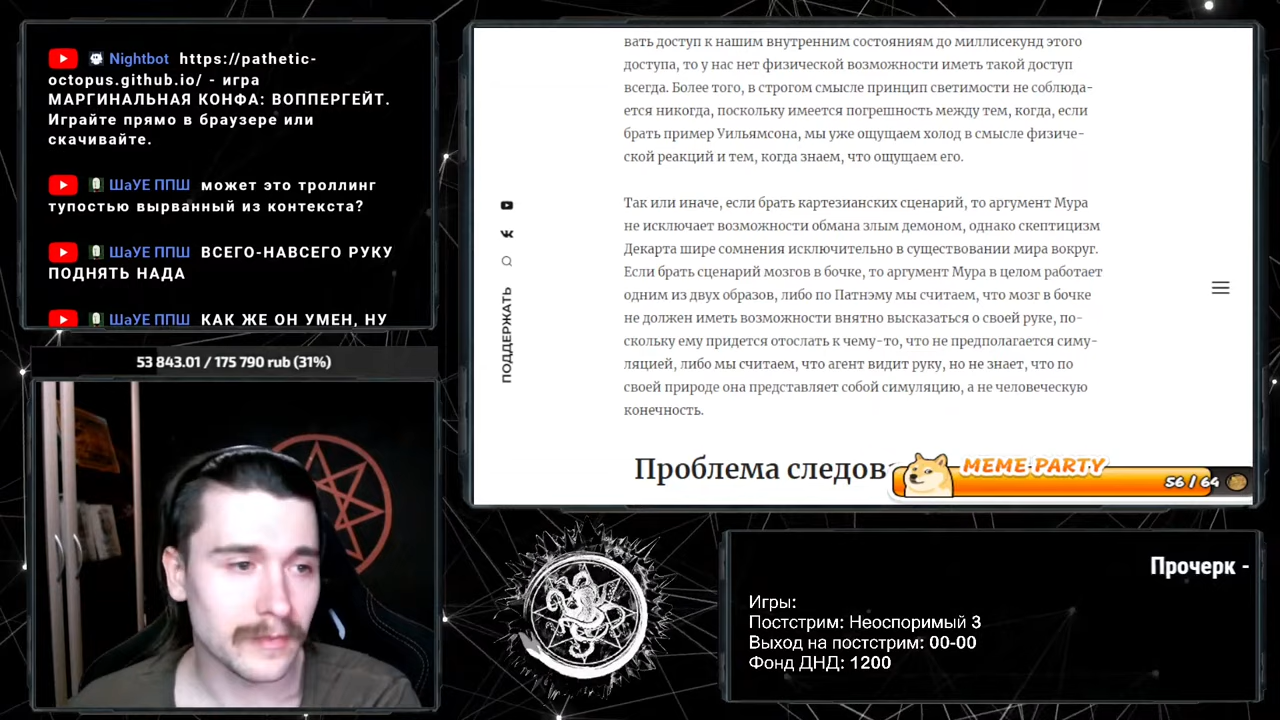 Nightbot https://pathetic-
octopus.github.io/ - игра
МАРГИНАЛЬНАЯ КОНФА: ВОППЕРГЕЙТ.
Играйте прямо в браузере или
скачивайте.
ШаУЕ ППШ может это троллинг
тупостью вырванный из контекста?
ШаУЕ ППШ ВСЕГО-НАВСЕГО РУКУ
ПОДНЯТЬ НАДА
ШаУЕ ППШ КАК ЖЕ ОН УМЕН, НУ
53 843.01 / 175 790 rub (31%)
вать доступ к нашим внутренним состояниям до миллисекунд этого
доступа, то у нас нет физической возможности иметь такой доступ
всегда. Более того, в строгом смысле принцип светимости не соблюда-
ется никогда, поскольку имеется погрешность между тем, когда, если
брать пример Уильямсона, мы уже ощущаем холод в смысле физиче-
ской реакций и тем, когда знаем, что ощущаем его.
Так или иначе, если брать картезианских сценарий, то аргумент Мура
не исключает возможности обмана злым демоном, однако скептицизм
Декарта шире сомнения исключительно в существовании мира вокруг.
Если брать сценарий мозгов в бочке, то аргумент Мура в целом работает
одним из двух образов, либо по Патнэму мы считаем, что мозг в бочке
не должен иметь возможности внятно высказаться о своей руке, по-
скольку ему придется отослать к чему-то, что не предполагается симу-
ляцией, либо мы считаем, что агент видит руку, но не знает, что по
своей природе она представляет собой симуляцию, а не человеческую
конечность.
Проблема следова
ПОДДЕРЖАТЬ
MEME PARTY
56 / 64
Прочерк -
Игры:
Постстрим: Неоспоримый 3
Выход на постстрим: 00-00
Фонд ДНД: 1200